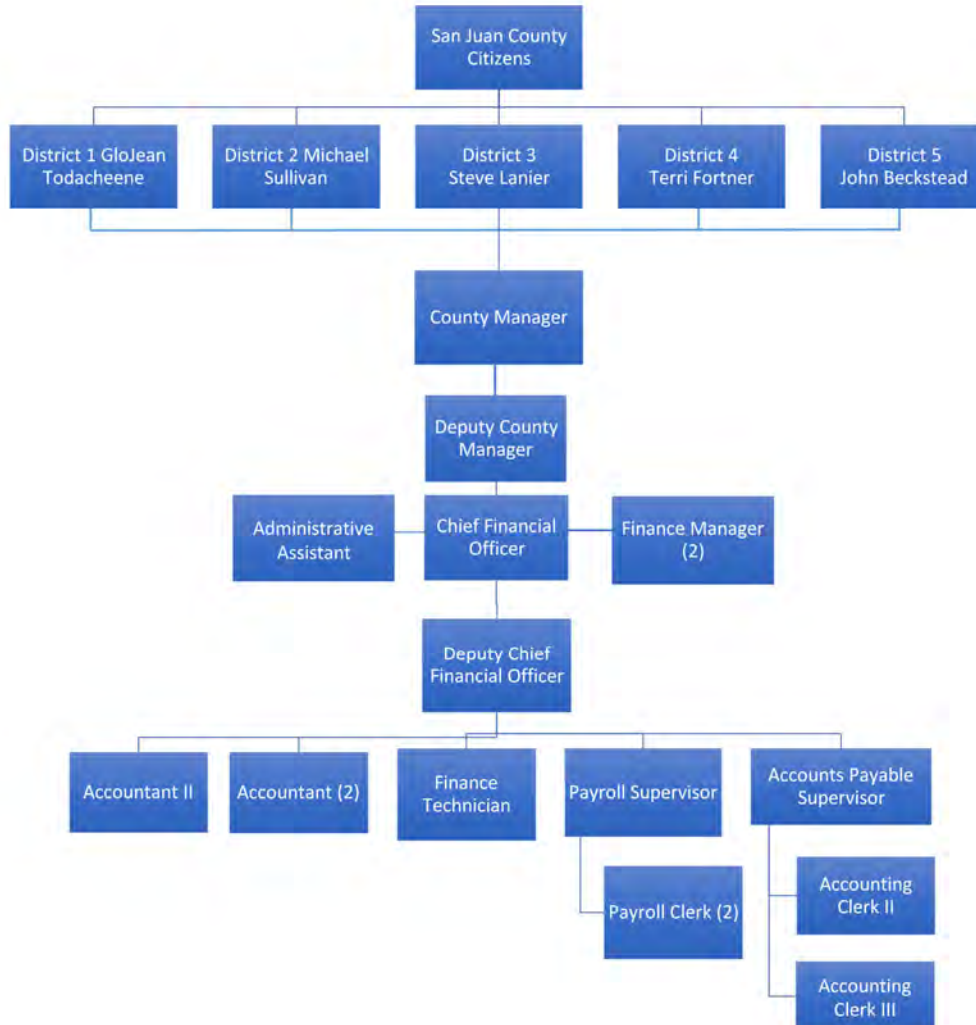 San Juan County
Citizens
District 1 GloJean
Todacheene
District 2 Michael
Sullivan
District 3
Steve Lanier
District 4
Terri Fortner
District 5
John Beckstead
County Manager
Deputy County
Manager
Administrative
Assistant
Chief Financial
Officer
Finance Manager
(2)
Deputy Chief
Financial Officer
Accountant II
Accountant (2)
Finance
Technician
Payroll Supervisor
Accounts Payable
Supervisor
Payroll Clerk (2)
Accounting
Clerk II
Accounting
Clerk III